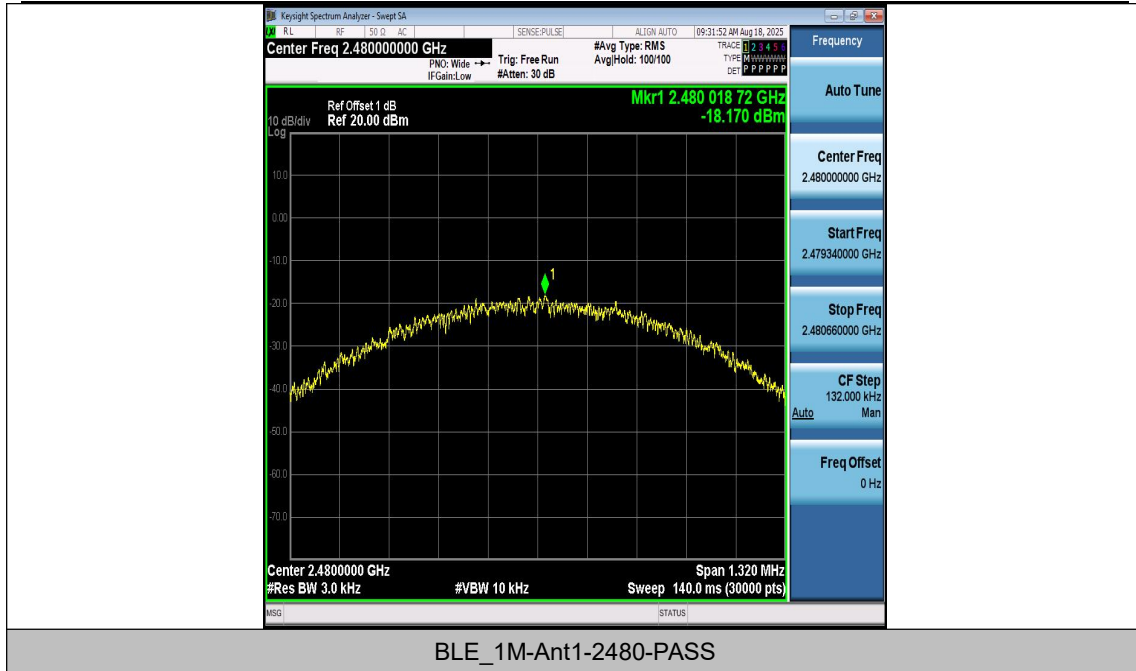 Keysight Spectrum Analyzer - Swept SA
RL RF 50 Ω AC SENSE:PULSE ALIGN AUTO 09:31:52 AM Aug 18, 2025
Center Freq 2.480000000 GHz
PNO: Wide
IFGain:Low
Trig: Free Run
#Atten: 30 dB
#Avg Type: RMS
Avg|Hold: 100/100
TRACE 1 2 3 4 5 6
TYPE M WWWWW
DET P P P P P P
Mkr1 2.480 018 72 GHz
-18.170 dBm
Ref Offset 1 dB
10 dB/div Ref 20.00 dBm
Log
10.0
0.00
-10.0
-20.0
-30.0
-40.0
-50.0
-60.0
-70.0
1
Center 2.4800000 GHz Span 1.320 MHz
#Res BW 3.0 kHz #VBW 10 kHz Sweep 140.0 ms (30000 pts)
MSG STATUS
Frequency
Auto Tune
Center Freq
2.480000000 GHz
Start Freq
2.479340000 GHz
Stop Freq
2.480660000 GHz
CF Step
132.000 kHz
Auto Man
Freq Offset
0 Hz
BLE_1M-Ant1-2480-PASS